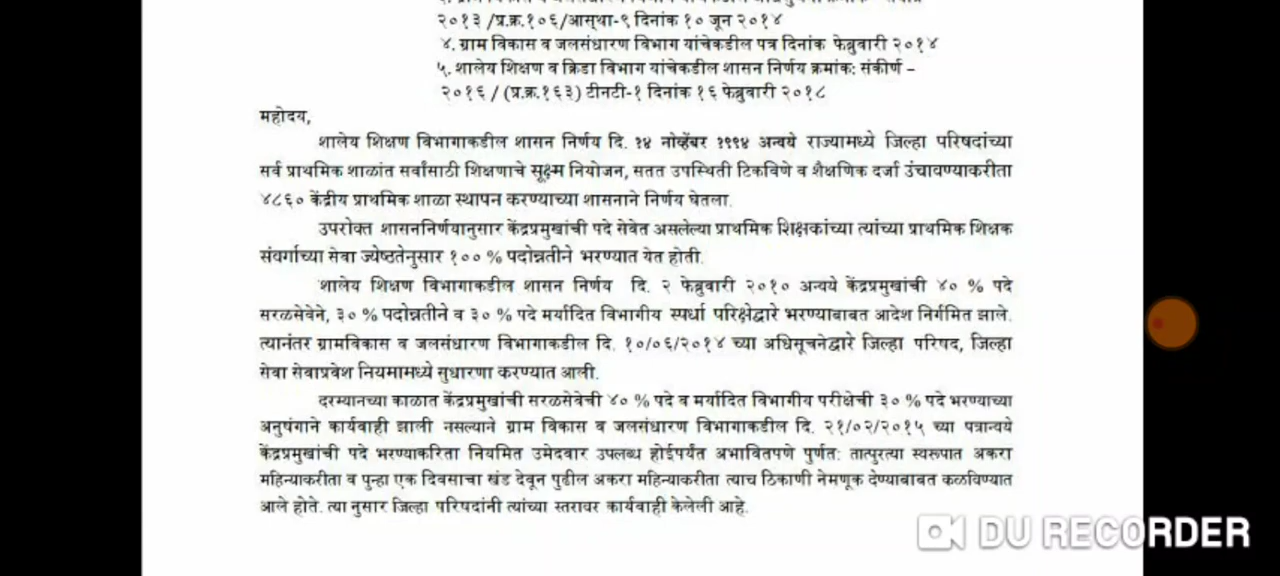 २०१३ /प्र.क्र.१०६/आस्था-९ दिनांक १० जून २०१४
४. ग्राम विकास व जलसंधारण विभाग यांचेकडील पत्र दिनांक फेब्रुवारी २०१४
५. शालेय शिक्षण व क्रिडा विभाग यांचेकडील शासन निर्णय क्रमांक: संकीर्ण –
२०१६ / (प्र.क्र.१६३) टीनटी-१ दिनांक १६ फेब्रुवारी २०१८
महोदय,
शालेय शिक्षण विभागाकडील शासन निर्णय दि. १४ नोव्हेंबर १९९४ अन्वये राज्यामध्ये जिल्हा परिषदांच्या
सर्व प्राथमिक शाळांत सर्वांसाठी शिक्षणाचे सूक्ष्म नियोजन, सतत उपस्थिती टिकविणे व शैक्षणिक दर्जा उंचावण्याकरीता
४८६० केंद्रीय प्राथमिक शाळा स्थापन करण्याच्या शासनाने निर्णय घेतला.
उपरोक्त शासननिर्णयानुसार केंद्रप्रमुखांची पदे सेवेत असलेल्या प्राथमिक शिक्षकांच्या त्यांच्या प्राथमिक शिक्षक
संवर्गाच्या सेवा ज्येष्ठतेनुसार १०० % पदोन्नतीने भरण्यात येत होती.
शालेय शिक्षण विभागाकडील शासन निर्णय दि. २ फेब्रुवारी २०१० अन्वये केंद्रप्रमुखांची ४० % पदे
सरळसेवेने, ३० % पदोन्नतीने व ३० % पदे मर्यादित विभागीय स्पर्धा परिक्षेद्वारे भरण्याबाबत आदेश निर्गमित झाले.
त्यानंतर ग्रामविकास व जलसंधारण विभागाकडील दि. १०/०६/२०१४ च्या अधिसूचनेद्वारे जिल्हा परिषद, जिल्हा
सेवा सेवाप्रवेश नियमामध्ये सुधारणा करण्यात आली.
दरम्यानच्या काळात केंद्रप्रमुखांची सरळसेवेची ४० % पदे व मर्यादित विभागीय परीक्षेची ३० % पदे भरण्याच्या
अनुषंगाने कार्यवाही झाली नसल्याने ग्राम विकास व जलसंधारण विभागाकडील दि. २१/०२/२०१५ च्या पत्रान्वये
केंद्रप्रमुखांची पदे भरण्याकरिता नियमित उमेदवार उपलब्ध होईपर्यंत अभावितपणे पुर्णत: तात्पुरत्या स्वरूपात अकरा
महिन्याकरीता व पुन्हा एक दिवसाचा खंड देवून पुढील अकरा महिन्याकरीता त्याच ठिकाणी नेमणूक देण्याबाबत कळविण्यात
आले होते. त्या नुसार जिल्हा परिषदांनी त्यांच्या स्तरावर कार्यवाही केलेली आहे.
DU RECORDER